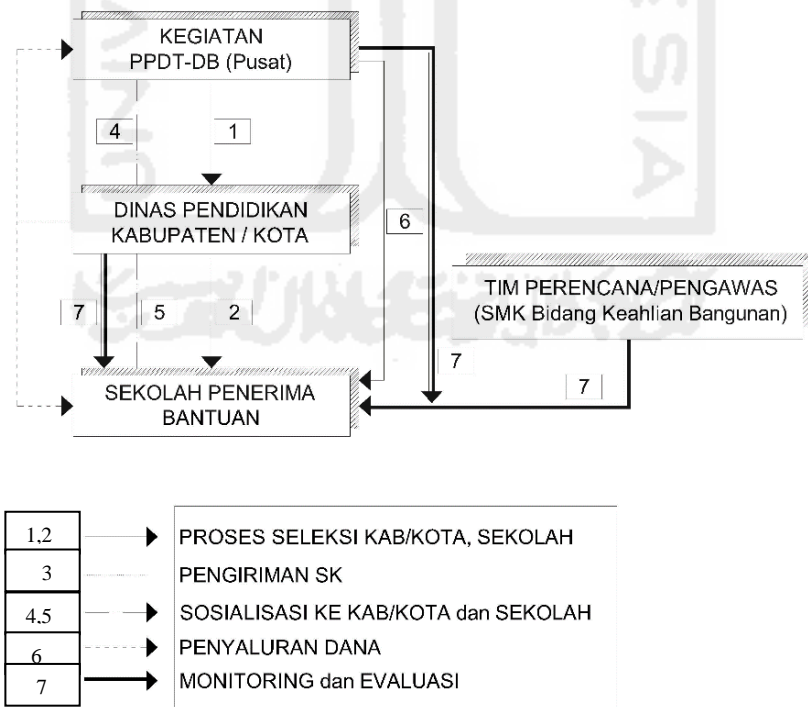 KEGIATAN
PPDT-DB (Pusat)
4
1
DINAS PENDIDIKAN
KABUPATEN / KOTA
6
TIM PERENCANA/PENGAWAS
(SMK Bidang Keahlian Bangunan)
7
5
2
7
7
SEKOLAH PENERIMA
BANTUAN
1,2 PROSES SELEKSI KAB/KOTA, SEKOLAH
3 PENGIRIMAN SK
4,5 SOSIALISASI KE KAB/KOTA dan SEKOLAH
6 PENYALURAN DANA
7 MONITORING dan EVALUASI